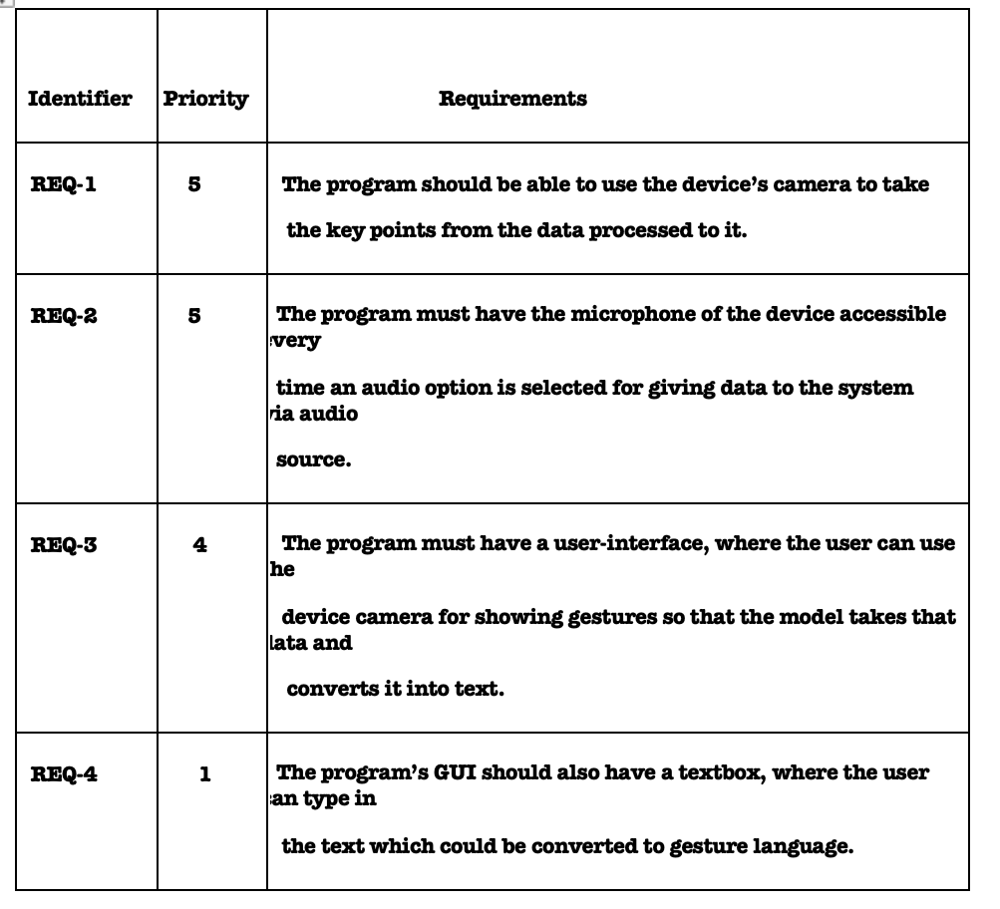 Identifier
Priority
Requirements
REQ-1
5
The program should be able to use the device’s camera to take
the key points from the data processed to it.
REQ-2
5
The program must have the microphone of the device accessible
every
time an audio option is selected for giving data to the system
via audio
source.
REQ-3
4
The program must have a user-interface, where the user can use
he
device camera for showing gestures so that the model takes that
data and
converts it into text.
REQ-4
1
The program’s GUI should also have a textbox, where the user
can type in
the text which could be converted to gesture language.